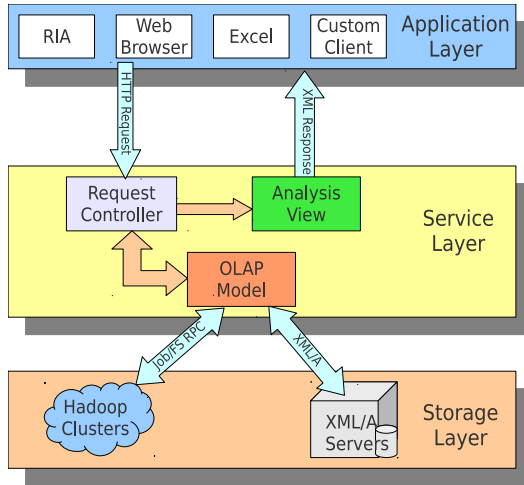 RIA
Web
Browser
Excel
Custom
Client
Application
Layer
HTTP Request
XML Response
Request
Controller
Analysis
View
Service
Layer
OLAP
Model
Job/FS RPC
XML/A
Hadoop
Clusters
XML/A
Servers
Storage
Layer